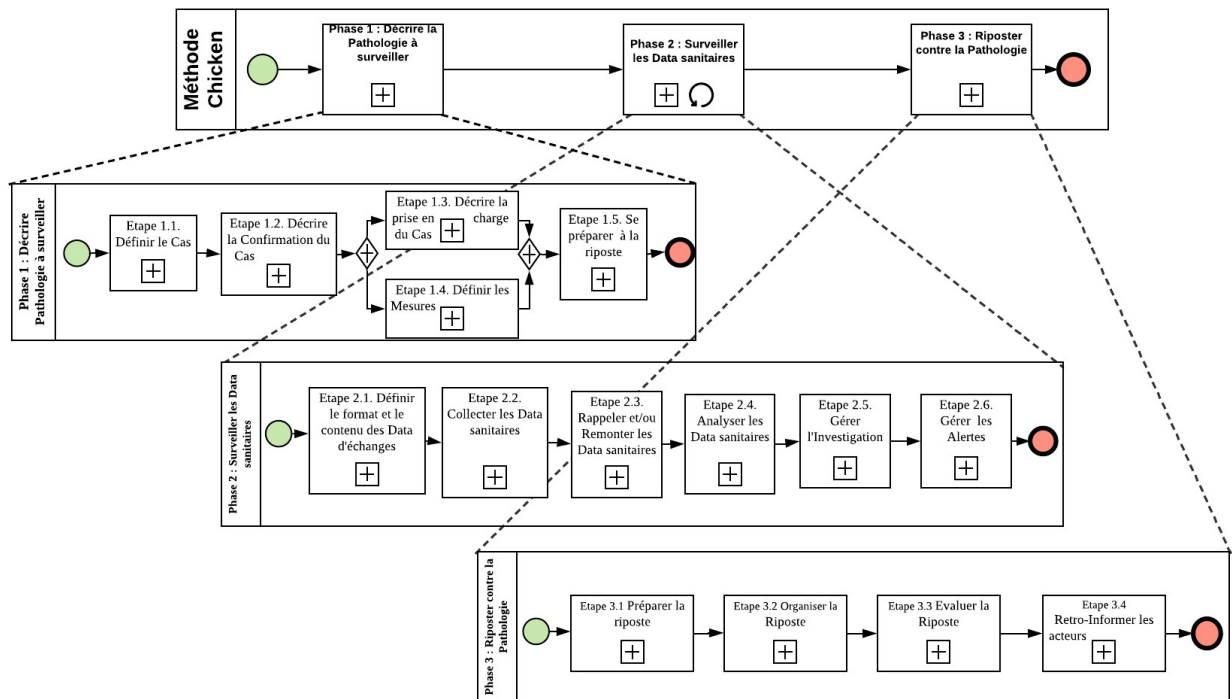 Méthode
Chicken
Phase 1 : Dècrire la
Pathologie à
surveiller
Phase 2 : Surveiller
les Data sanitaires
Phase 3 : Riposter
contre la Pathologie
Phase 1 : Décrire
Pathologie à surveiller
Etape 1.1.
Définir le Cas
Etape 1.2. Décrire
la Confirmation du
Cas
Etape 1.3. Décrire la
prise en charge
du Cas
Etape 1.4. Définir les
Mesures
Etape 1.5. Se
préparer à la
riposte
Phase 2 : Surveiller les Data
sanitaires
Etape 2.1. Définir
le format et le
contenu des Data
d'échanges
Etape 2.2.
Collecter les Data
sanitaires
Etape 2.3.
Rappeler et/ou
Remonter les
Data sanitaires
Etape 2.4.
Analyser les
Data sanitaires
Etape 2.5.
Gérer
l'Investigation
Etape 2.6.
Gérer les
Alertes
Phase 3 : Riposter contre la
Pathologie
Etape 3.1 Préparer la
riposte
Etape 3.2 Organiser la
Riposte
Etape 3.3 Evaluer la
Riposte
Etape 3.4
Retro-Informer les
acteurs